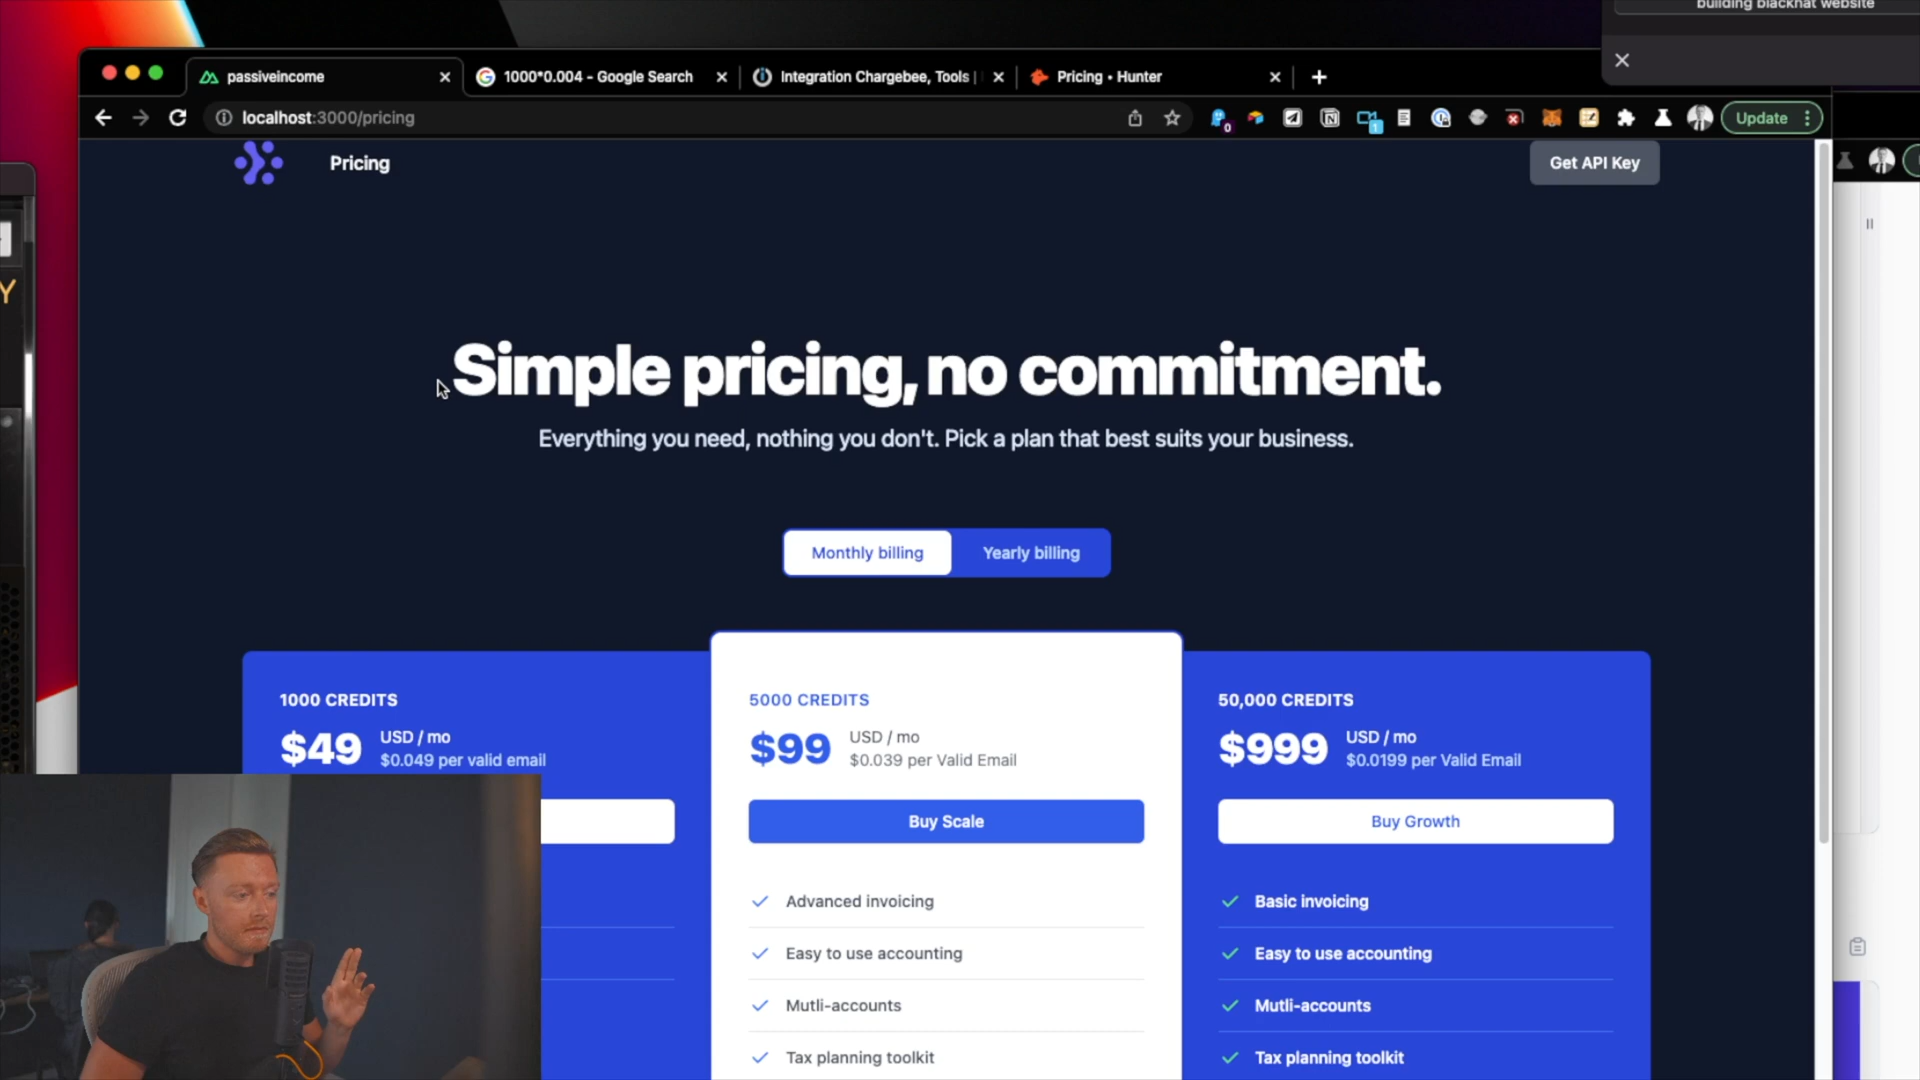 building blackhat website
passiveincome
1000*0.004 - Google Search
Integration Chargebee, Tools |
Pricing • Hunter
localhost:3000/pricing
0
1
Update
Pricing
Get API Key
Y
Simple pricing, no commitment.
Everything you need, nothing you don't. Pick a plan that best suits your business.
Monthly billing
Yearly billing
1000 CREDITS
$49
USD / mo
$0.049 per valid email
5000 CREDITS
$99
USD / mo
$0.039 per Valid Email
Buy Scale
Advanced invoicing
Easy to use accounting
Mutli-accounts
Tax planning toolkit
50,000 CREDITS
$999
USD / mo
$0.0199 per Valid Email
Buy Growth
Basic invoicing
Easy to use accounting
Mutli-accounts
Tax planning toolkit